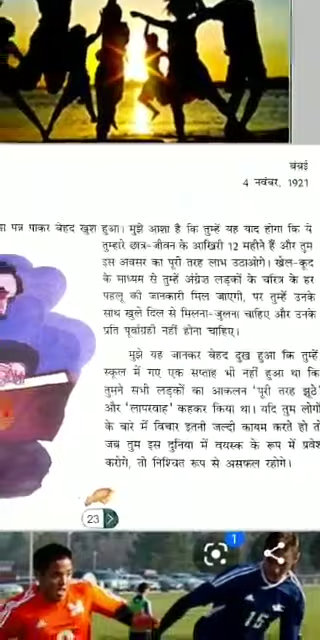 बंबई
4 नवंबर, 1921
पत्र पाकर बेहद खुश हुआ। मुझे आशा है कि तुम्हें यह याद होगा कि ये
तुम्हारे छात्र-जीवन के आखिरी 12 महीने हैं और तुम
इस अवसर का पूरी तरह लाभ उठाओगे। खेल-कूद
के माध्यम से तुम्हें अंग्रेज़ लड़कों के चरित्र के हर
पहलू की जानकारी मिल जाएगी, पर तुम्हें उनके
साथ खुले दिल से मिलना-जुलना चाहिए और उनके
प्रति पूर्वाग्रही नहीं होना चाहिए।
मुझे यह जानकर बेहद दुख हुआ कि तुम्हें
स्कूल में गए एक सप्ताह भी नहीं हुआ था कि
तुमने सभी लड़कों का आकलन 'पूरी तरह झूठे'
और 'लापरवाह' कहकर किया था। यदि तुम लोगों
के बारे में विचार इतनी जल्दी कायम करते हो तो
जब तुम इस दुनिया में वयस्क के रूप में प्रवेश
करोगे, तो निश्चित रूप से असफल रहोगे।
23
1
15